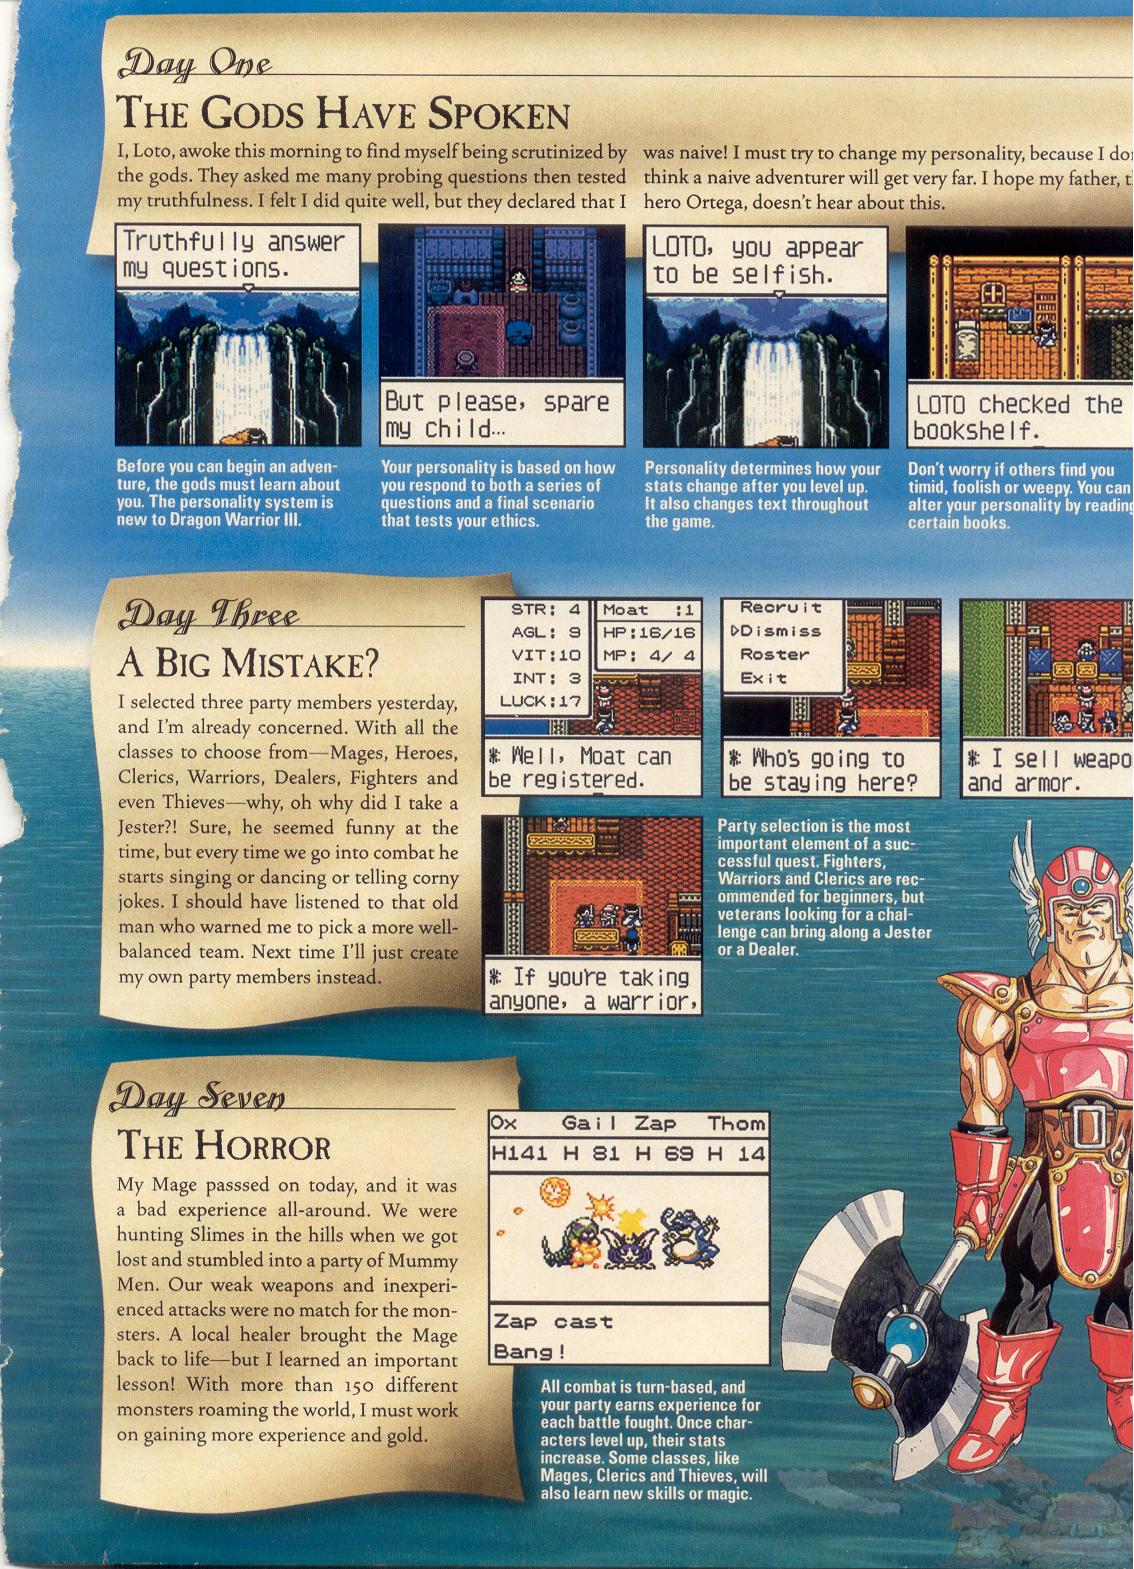 Day One
THE GODS HAVE SPOKEN
I, Loto, awoke this morning to find myself being scrutinized by
the gods. They asked me many probing questions then tested
my truthfulness. I felt I did quite well, but they declared that I
was naive! I must try to change my personality, because I don
think a naive adventurer will get very far. I hope my father, th
hero Ortega, doesn't hear about this.
Truthfully answer
my questions.
Before you can begin an adven-
ture, the gods must learn about
you. The personality system is
new to Dragon Warrior III.
But please, spare
my child…
Your personality is based on how
you respond to both a series of
questions and a final scenario
that tests your ethics.
LOTO, you appear
to be selfish.
Personality determines how your
stats change after you level up.
It also changes text throughout
the game.
LOTO checked the
bookshelf.
Don't worry if others find you
timid, foolish or weepy. You can
alter your personality by reading
certain books.
Day Three
A BIG MISTAKE?
I selected three party members yesterday,
and I'm already concerned. With all the
classes to choose from—Mages, Heroes,
Clerics, Warriors, Dealers, Fighters and
even Thieves—why, oh why did I take a
Jester?! Sure, he seemed funny at the
time, but every time we go into combat he
starts singing or dancing or telling corny
jokes. I should have listened to that old
man who warned me to pick a more well-
balanced team. Next time I'll just create
my own party members instead.
STR: 4
AGL: 9
VIT:10
INT: 3
LUCK:17
Moat :1
HP:16/16
MP: 4/ 4
* Well, Moat can
be registered.
Recruit
▷Dismiss
Roster
Exit
* Who's going to
be staying here?
* I sell weapo
and armor.
* If you're taking
anyone, a warrior,
Party selection is the most
important element of a suc-
cessful quest. Fighters,
Warriors and Clerics are rec-
ommended for beginners, but
veterans looking for a chal-
lenge can bring along a Jester
or a Dealer.
Day Seven
THE HORROR
My Mage passsed on today, and it was
a bad experience all-around. We were
hunting Slimes in the hills when we got
lost and stumbled into a party of Mummy
Men. Our weak weapons and inexperi-
enced attacks were no match for the mon-
sters. A local healer brought the Mage
back to life—but I learned an important
lesson! With more than 150 different
monsters roaming the world, I must work
on gaining more experience and gold.
Ox Gail Zap Thom
H141 H 81 H 69 H 14
Zap cast
Bang!
All combat is turn-based, and
your party earns experience for
each battle fought. Once char-
acters level up, their stats
increase. Some classes, like
Mages, Clerics and Thieves, will
also learn new skills or magic.